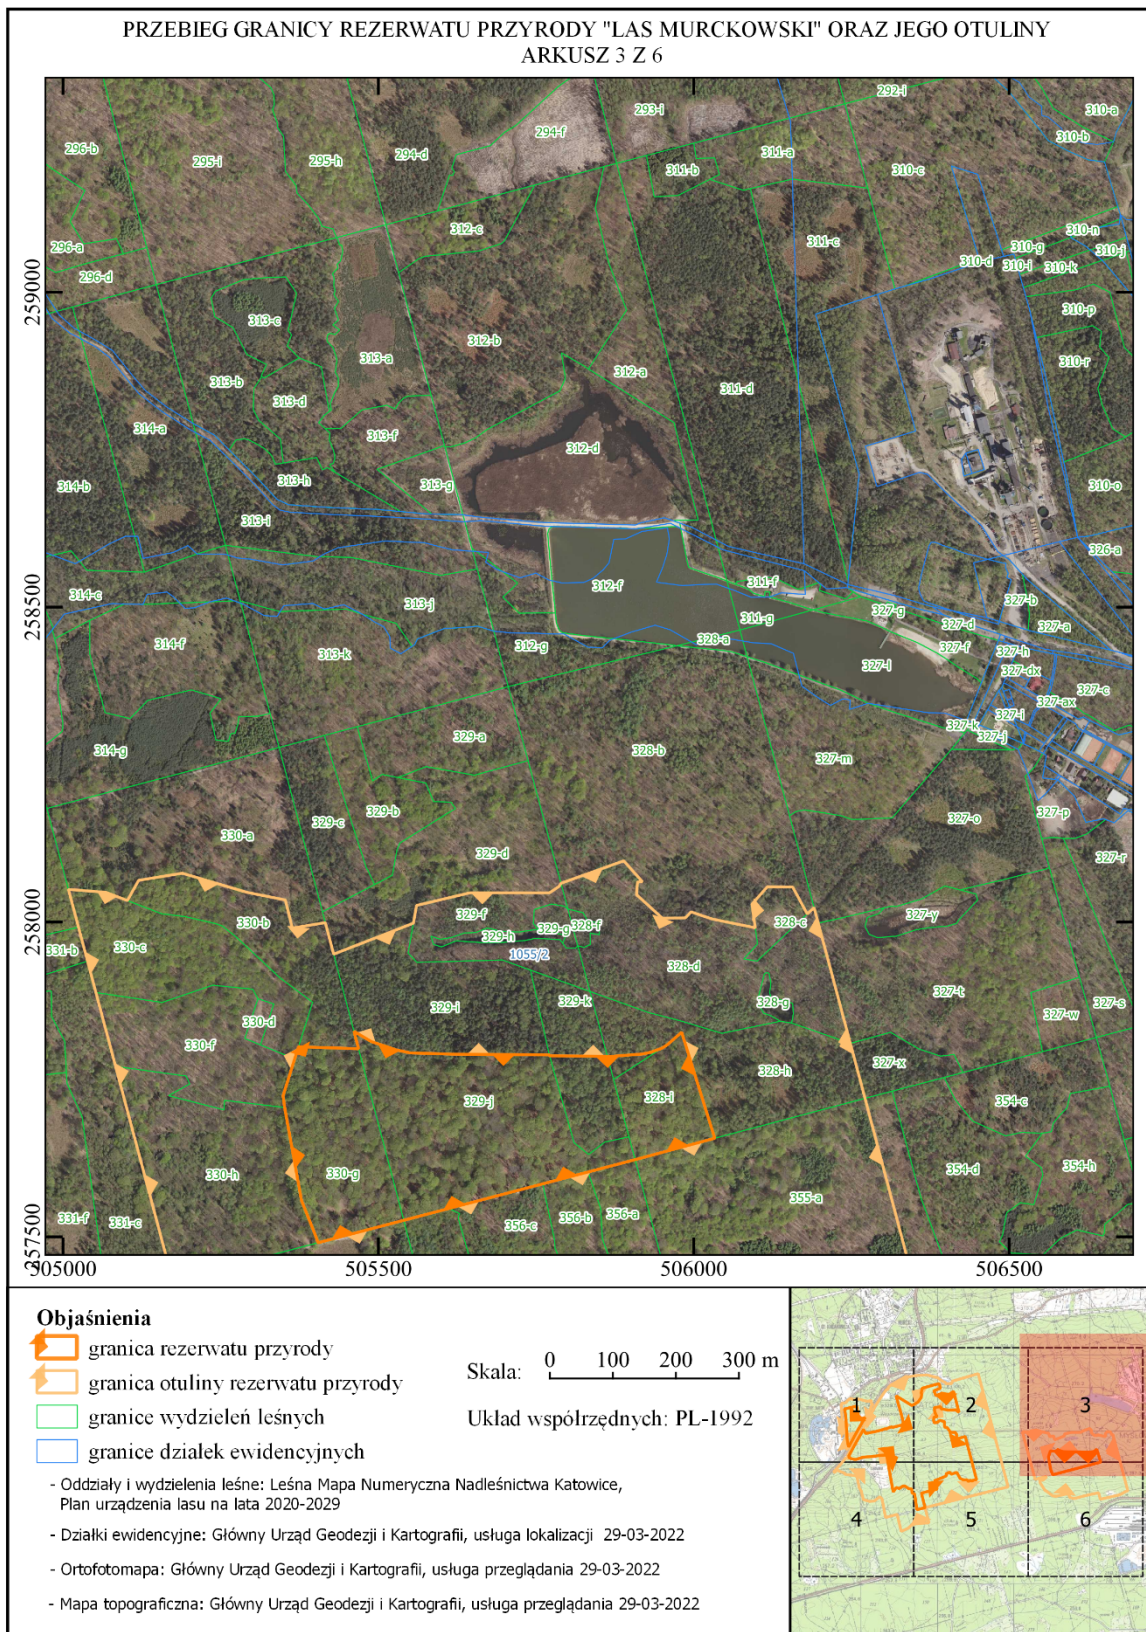 PRZEBIEG GRANICY REZERWATU PRZYRODY "LAS MURCKOWSKI" ORAZ JEGO OTULINY
ARKUSZ 3 Z 6
292-i
310-a
293-i
294-f
310-b
296-b
295-i
295-h
294-d
311-a
311-b
310-c
312-c
310-n
296-a
311-c
310-g
310-j
296-d
310-d
310-i
310-k
259000
313-c
310-p
312-b
313-a
310-r
313-b
312-a
313-d
311-d
314-a
313-f
312-d
314-b
313-h
313-g
310-o
313-i
326-a
312-f
311-f
314-c
313-j
327-b
258500
327-g
311-g
327-d
327-a
314-f
312-g
328-a
327-f
327-h
313-k
327-l
327-dx
327-c
327-ax
327-i
327-k
329-a
327-j
314-g
328-b
327-m
329-b
327-p
329-c
327-o
330-a
329-d
327-r
258000
329-f
327-y
330-b
328-c
328-f
329-g
329-h
330-c
331-b
1055/2
328-d
327-t
329-i
329-k
328-g
327-s
327-w
330-d
330-f
327-x
328-h
328-i
329-j
354-c
330-h
330-g
354-d
354-h
355-a
331-f
331-c
356-c
356-b
356-a
257500
505000
505500
506000
506500
Objaśnienia
granica rezerwatu przyrody
granica otuliny rezerwatu przyrody
granice wydzieleń leśnych
granice działek ewidencyjnych
Skala: 0 100 200 300 m
Układ współrzędnych: PL-1992
- Oddziały i wydzielenia leśne: Leśna Mapa Numeryczna Nadleśnictwa Katowice,
Plan urządzenia lasu na lata 2020-2029
- Działki ewidencyjne: Główny Urząd Geodezji i Kartografii, usługa lokalizacji 29-03-2022
- Ortofotomapa: Główny Urząd Geodezji i Kartografii, usługa przeglądania 29-03-2022
- Mapa topograficzna: Główny Urząd Geodezji i Kartografii, usługa przeglądania 29-03-2022
1
2
3
4
5
6